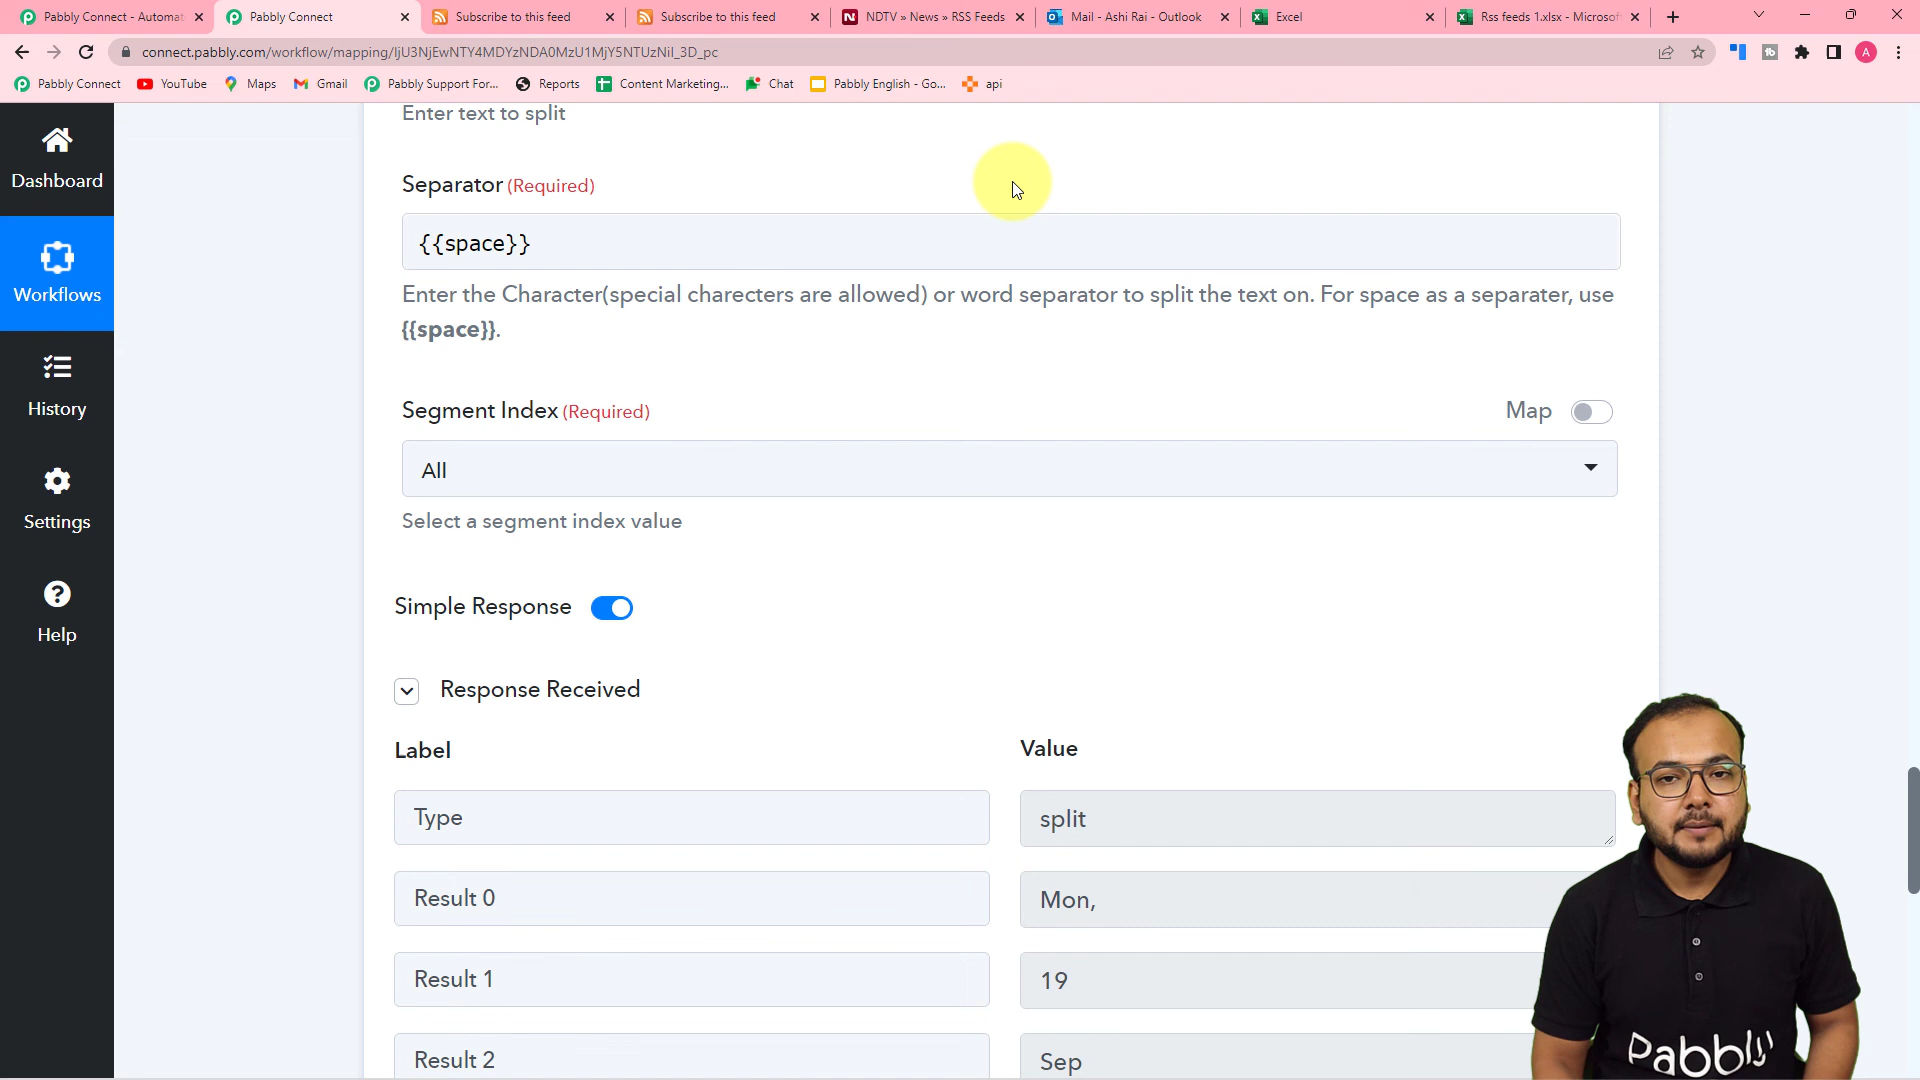 Pabbly Connect - Automat
Pabbly Connect
Subscribe to this feed
Subscribe to this feed
NDTV » News » RSS Feeds
Mail - Ashi Rai - Outlook
Excel
Rss feeds 1.xlsx - Microsof
connect.pabbly.com/workflow/mapping/IjU3NjEwNTY4MDYzNDA0MzU1MjY5NTUzNiI_3D_pc
A
Pabbly Connect
YouTube
Maps
Gmail
Pabbly Support For...
Reports
Content Marketing...
Chat
Pabbly English - Go...
api
Dashboard
Workflows
History
Settings
Help
Enter text to split
Separator (Required)
{{space}}
Enter the Character(special charecters are allowed) or word separator to split the text on. For space as a separater, use
{{space}}.
Segment Index (Required)
Map
All
Select a segment index value
Simple Response
Response Received
Label
Value
Type
split
Result 0
Mon,
Result 1
19
Result 2
Sep
Pabbly